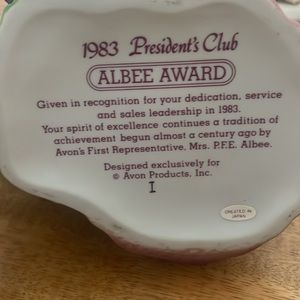 1983 President's Club
ALBEE AWARD
Given in recognition for your dedication, service
and sales leadership in 1983.
Your spirit of excellence continues a tradition of
achievement begun almost a century ago by
Avon's First Representative, Mrs. P.F.E. Albee.
Designed exclusively for
© Avon Products, Inc.
I
CREATED IN
JAPAN